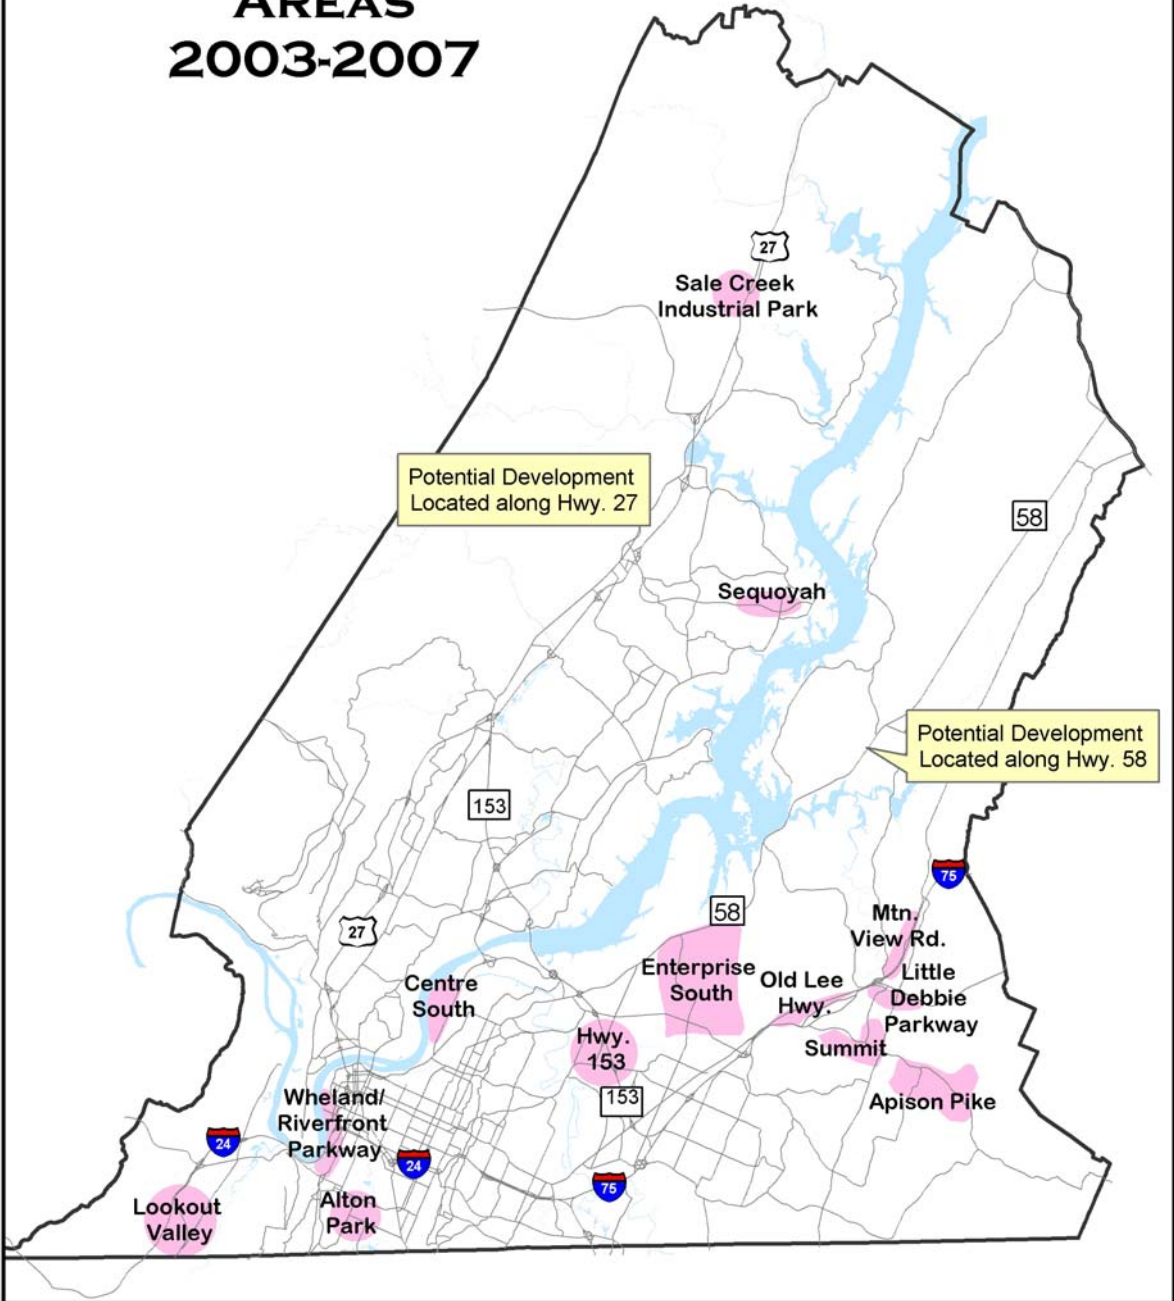 AREAS
2003-2007
27
Sale Creek
Industrial Park
Potential Development
Located along Hwy. 27
58
Sequoyah
Potential Development
Located along Hwy. 58
153
75
58
Mtn.
View Rd.
27
Enterprise
South
Old Lee
Hwy.
Little
Debbie
Parkway
Centre
South
Hwy.
153
Summit
153
Apison Pike
Wheland/
Riverfront
Parkway
24
24
75
Lookout
Valley
Alton
Park